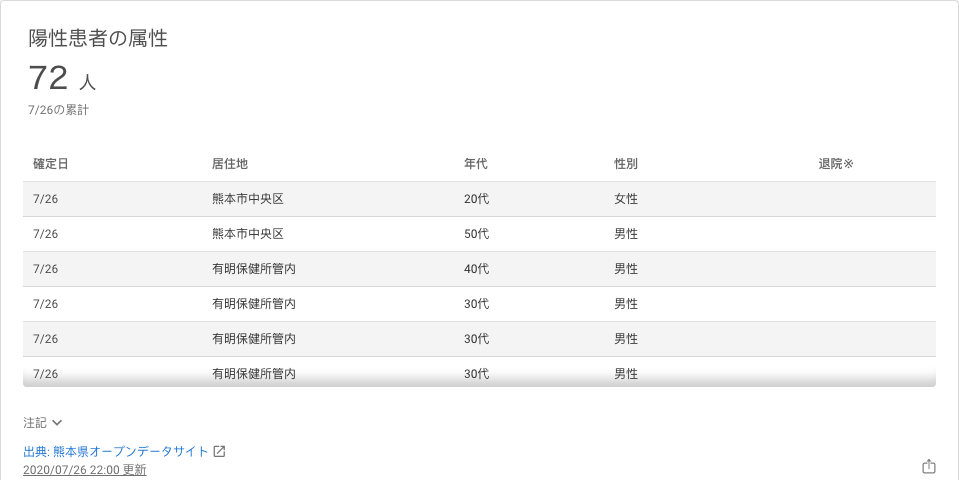 陽性患者の属性
72 人
7/26の累計
確定日 居住地 年代 性別 退院※
7/26 熊本市中央区 20代 女性
7/26 熊本市中央区 50代 男性
7/26 有明保健所管内 40代 男性
7/26 有明保健所管内 30代 男性
7/26 有明保健所管内 30代 男性
7/26 有明保健所管内 30代 男性
注記
出典: 熊本県オープンデータサイト
2020/07/26 22:00 更新